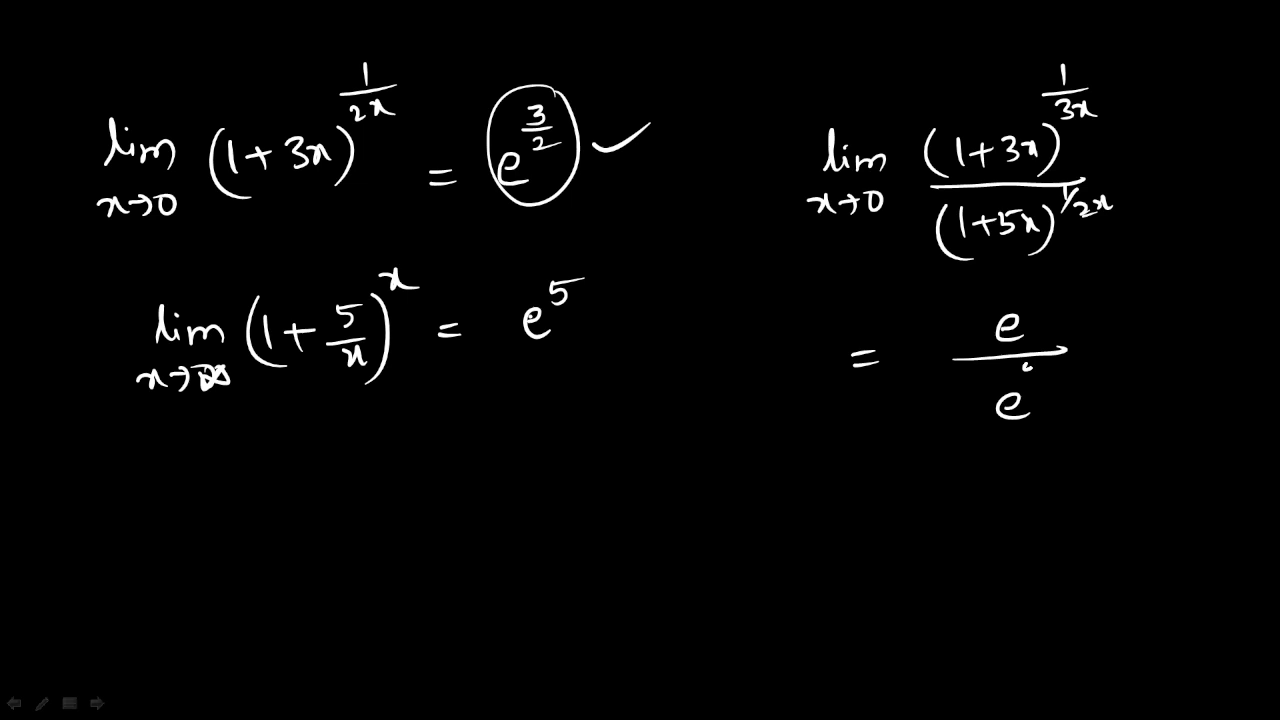 lim x→0 (1+3x)^(1/2x) = e^(3/2) ✓
lim x→∞ (1+5/x)^x = e^5
lim x→0 (1+3x)^(1/3x) / (1+5x)^(1/2x)
= e / e